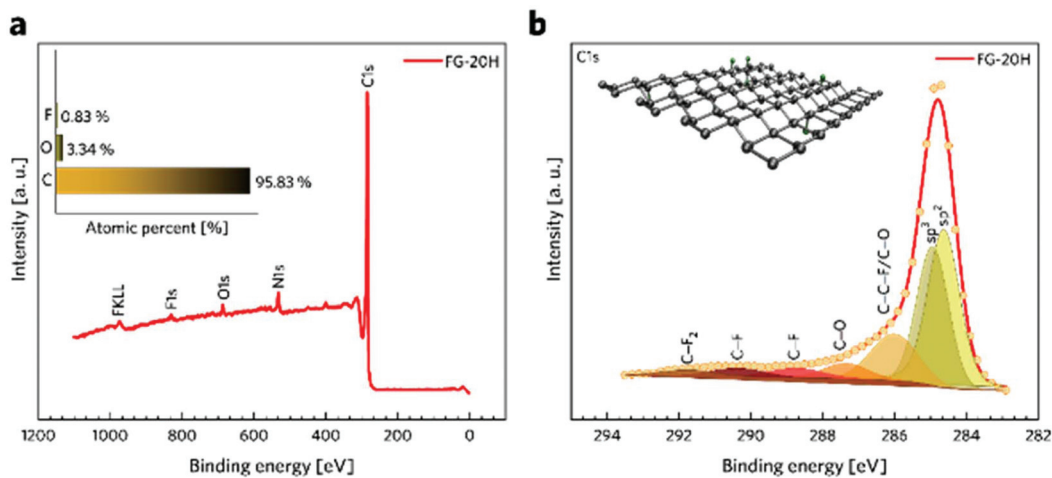 a
FG-20H
C1s
F 0.83 %
O 3.34 %
C 95.83 %
Atomic percent [%]
Intensity [a. u.]
FKLL
F1s
O1s
N1s
1200 1000 800 600 400 200 0
Binding energy [eV]
b
C1s
FG-20H
Intensity [a. u.]
C–F₂
C–F
C–F
C–O
C–C–F/C–O
sp³
sp²
294 292 290 288 286 284 282
Binding energy [eV]